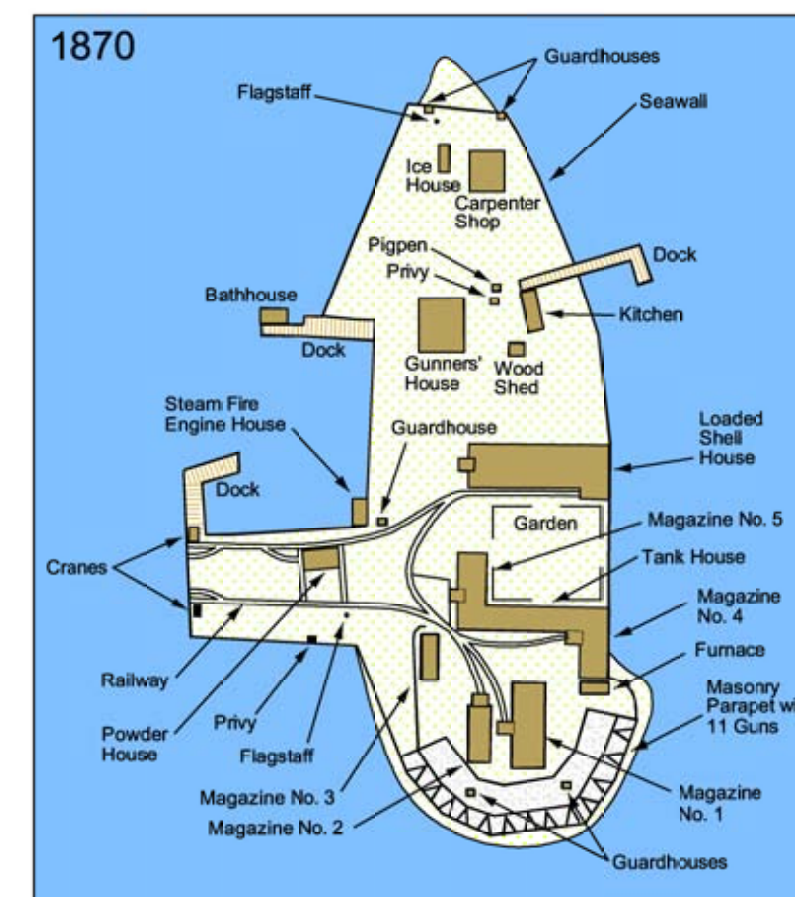 1870
Guardhouses
Flagstaff
Seawall
Ice
House
Carpenter
Shop
Pigpen
Privy
Dock
Bathhouse
Kitchen
Dock
Gunners'
House
Wood
Shed
Steam Fire
Engine House
Guardhouse
Loaded
Shell
House
Dock
Garden
Magazine No. 5
Tank House
Cranes
Magazine
No. 4
Furnace
Railway
Masonry
Parapet wi
11 Guns
Powder
House
Privy
Flagstaff
Magazine No. 3
Magazine No. 2
Magazine
No. 1
Guardhouses